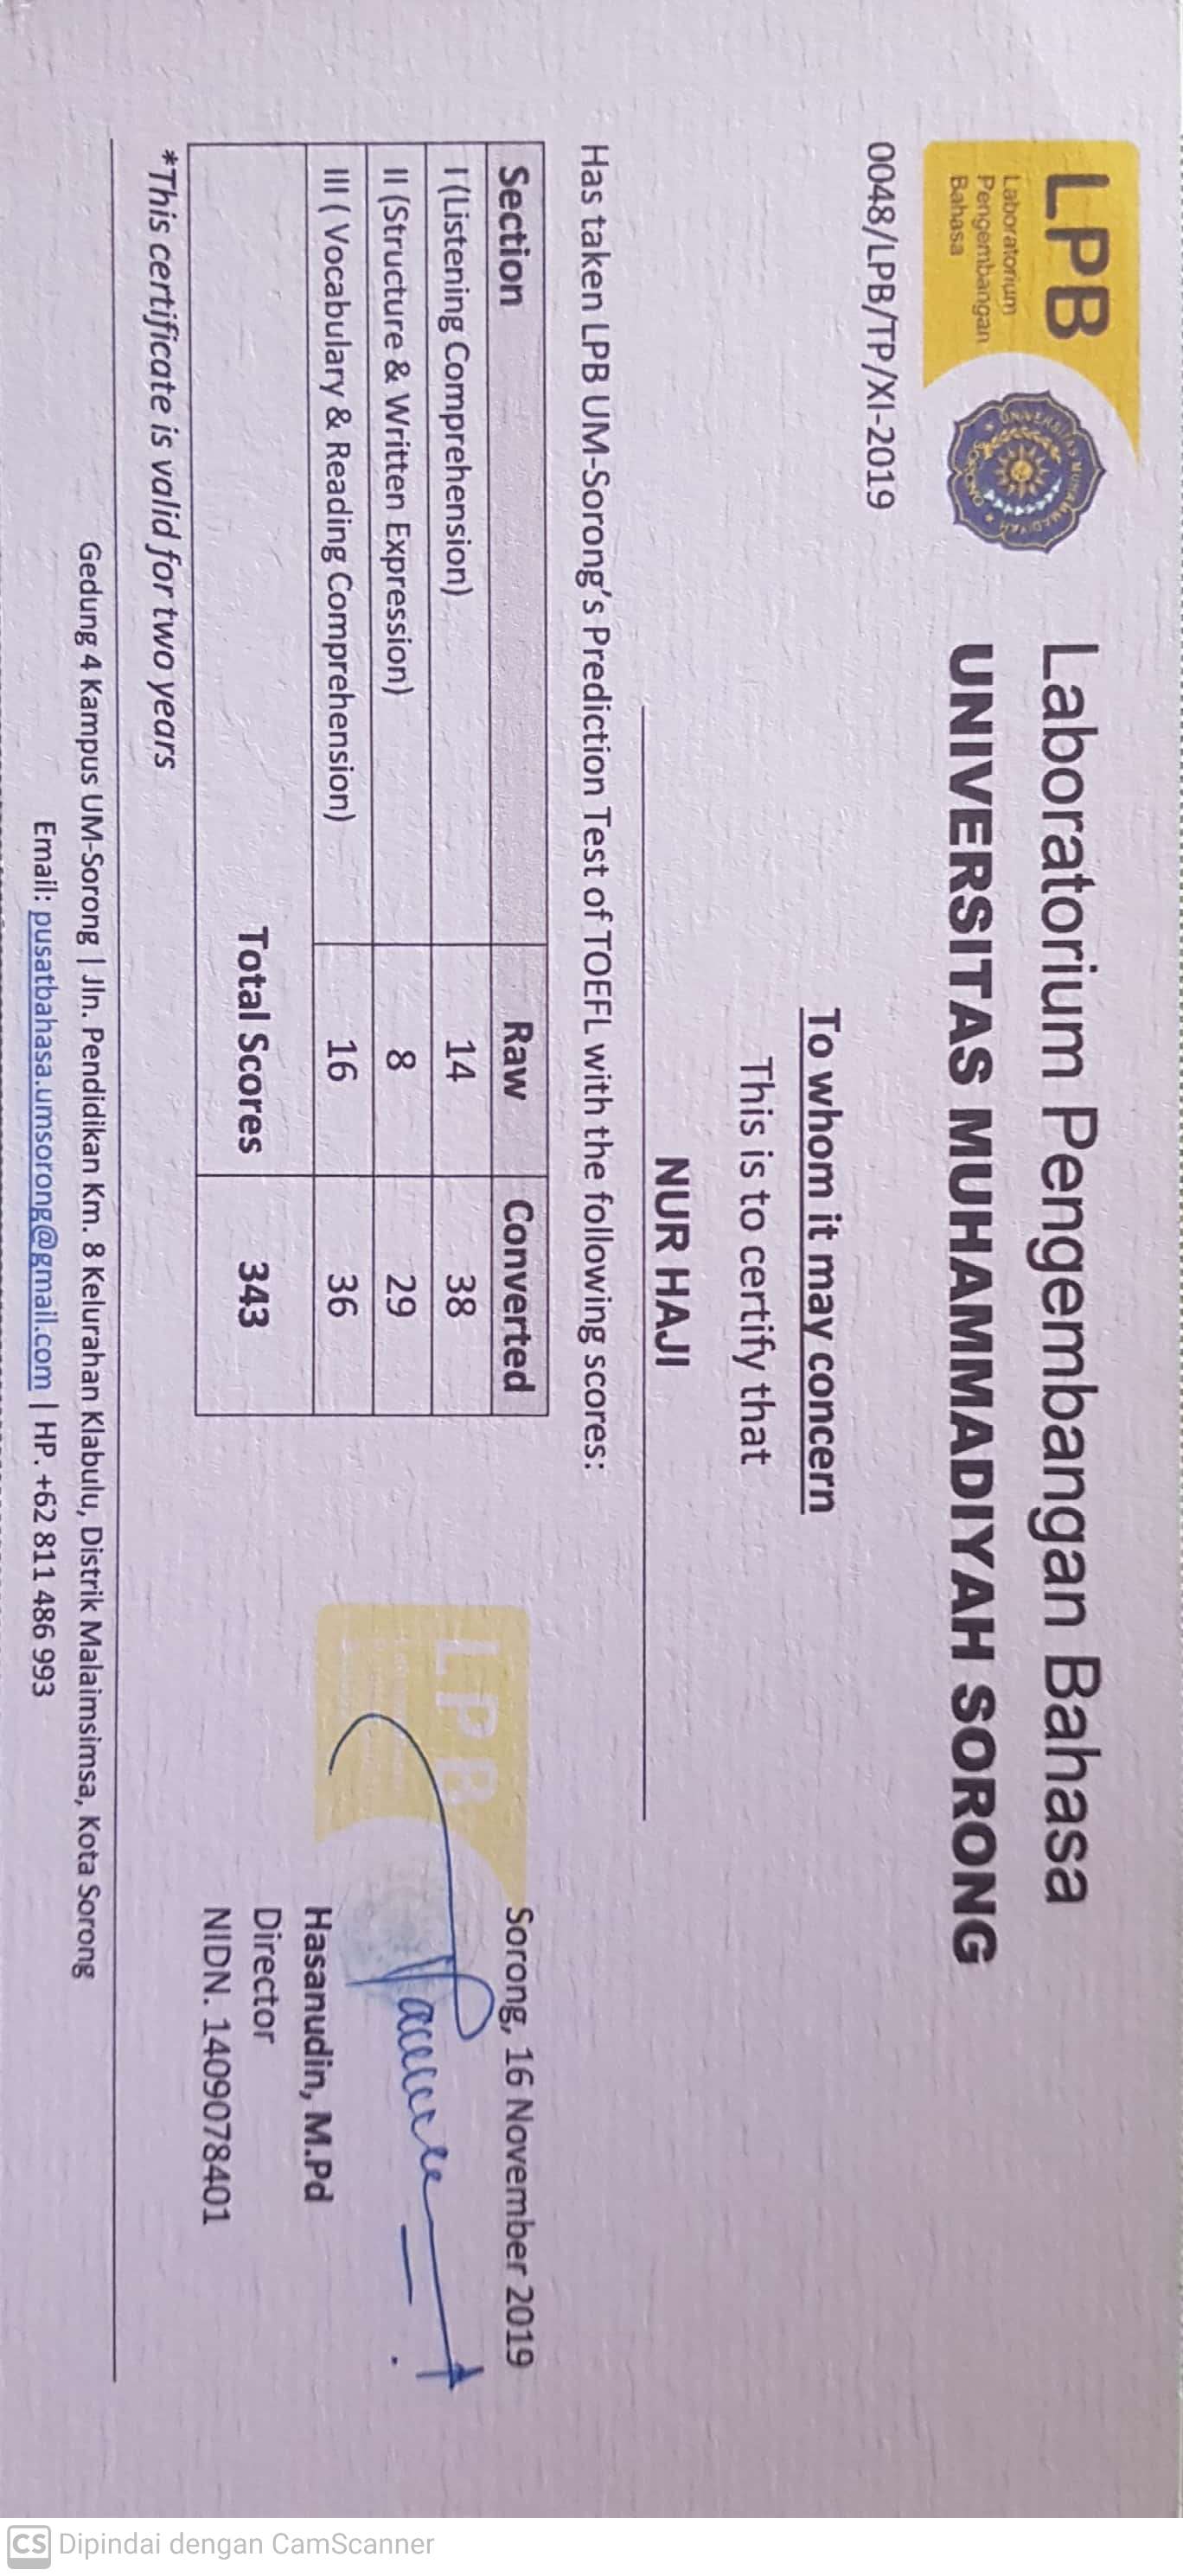 LPB
Laboratorium
Pengembangan
Bahasa
UNIVERSITAS MUHAMMADIYAH SORONG
Laboratorium Pengembangan Bahasa
UNIVERSITAS MUHAMMADIYAH SORONG
0048/LPB/TP/XI-2019
To whom it may concern
This is to certify that
NUR HAJI
Has taken LPB UM-Sorong's Prediction Test of TOEFL with the following scores:
Section Raw Converted
I (Listening Comprehension) 14 38
II (Structure & Written Expression) 8 29
III ( Vocabulary & Reading Comprehension) 16 36
Total Scores 343
*This certificate is valid for two years
Sorong, 16 November 2019
LPB
Hasanudin, M.Pd
Director
NIDN. 1409078401
Gedung 4 Kampus UM-Sorong | Jln. Pendidikan Km. 8 Kelurahan Klabulu, Distrik Malaimsimsa, Kota Sorong
Email: pusatbahasa.umsorong@gmail.com | HP. +62 811 486 993
CS Dipindai dengan CamScanner